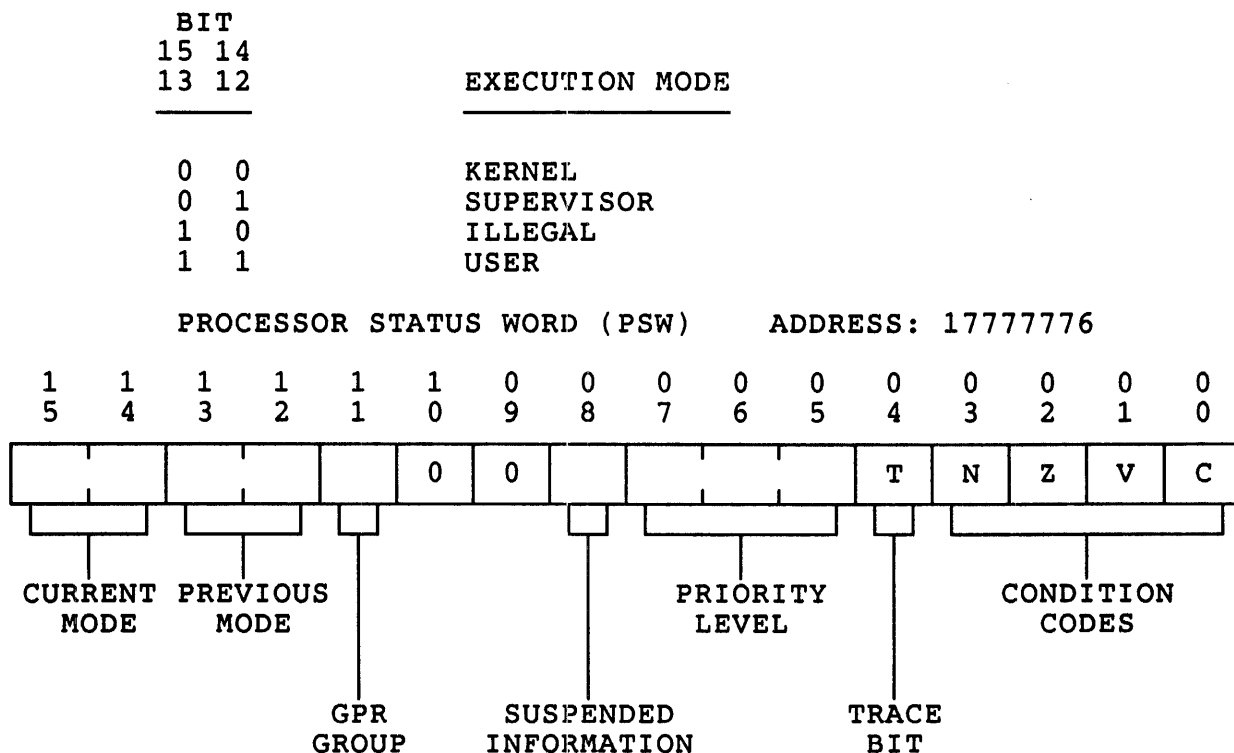 BIT
15 14
13 12 EXECUTION MODE
0 0 KERNEL
0 1 SUPERVISOR
1 0 ILLEGAL
1 1 USER
PROCESSOR STATUS WORD (PSW) ADDRESS: 17777776
1 1 1 1 1 1 0 0 0 0 0 0 0 0 0 0
5 4 3 2 1 0 9 8 7 6 5 4 3 2 1 0
0 0 T N Z V C
CURRENT PREVIOUS PRIORITY CONDITION
MODE MODE LEVEL CODES
GPR SUSPENDED TRACE
GROUP INFORMATION BIT